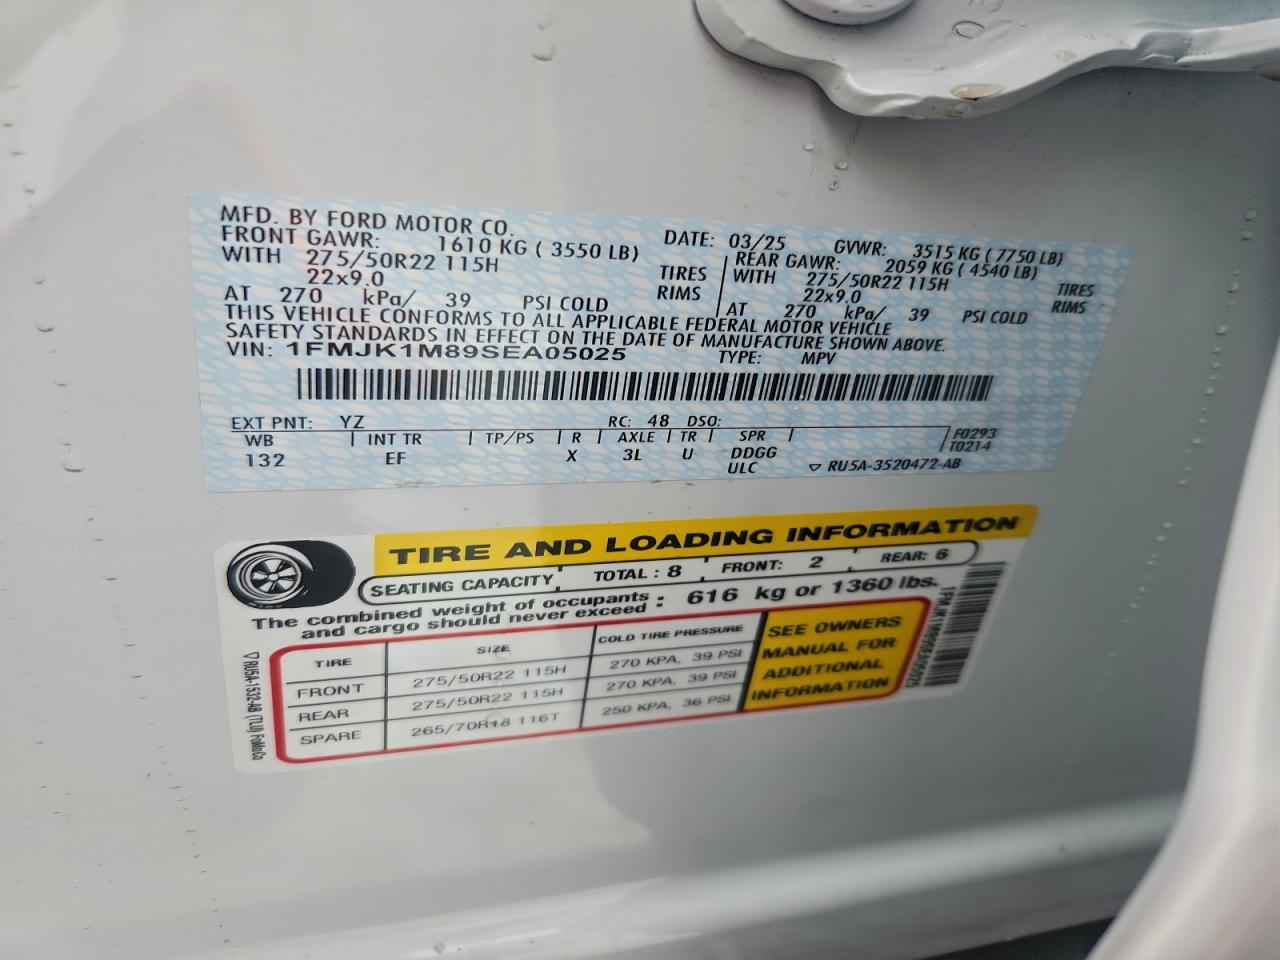 MFD. BY FORD MOTOR CO.
DATE: 03/25 GVWR: 3515 KG ( 7750 LB)
FRONT GAWR: 1610 KG ( 3550 LB)
WITH 275/50R22 115H TIRES
22x9.0 RIMS
AT 270 kPa/ 39 PSI COLD
REAR GAWR: 2059 KG ( 4540 LB)
WITH 275/50R22 115H TIRES
22x9.0 RIMS
AT 270 kPa/ 39 PSI COLD
THIS VEHICLE CONFORMS TO ALL APPLICABLE FEDERAL MOTOR VEHICLE
SAFETY STANDARDS IN EFFECT ON THE DATE OF MANUFACTURE SHOWN ABOVE.
VIN: 1FMJK1M89SEA05025 TYPE: MPV
EXT PNT: YZ RC: 48 DSO:
WB INT TR TP/PS R AXLE TR SPR F0293
132 EF X 3L U DDGG T0214
ULC ▽ RU5A-3520472-AB
TIRE AND LOADING INFORMATION
SEATING CAPACITY TOTAL : 8 FRONT: 2 REAR: 6
The combined weight of occupants
and cargo should never exceed : 616 kg or 1360 lbs.
TIRE SIZE COLD TIRE PRESSURE
FRONT 275/50R22 115H 270 KPA, 39 PSI
REAR 275/50R22 115H 270 KPA, 39 PSI
SPARE 265/70R18 116T 250 KPA, 36 PSI
SEE OWNERS
MANUAL FOR
ADDITIONAL
INFORMATION
1FMJK1M89SEA05025
▽ RU5A-1532-AB (TLU) FoMoCo